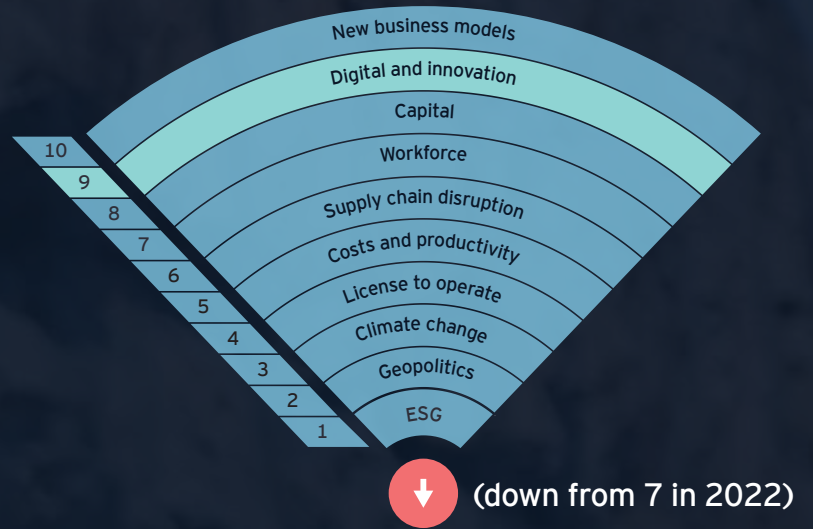 New business models
Digital and innovation
Capital
Workforce
Supply chain disruption
Costs and productivity
License to operate
Climate change
Geopolitics
ESG
10
9
8
7
6
5
4
3
2
1
(down from 7 in 2022)